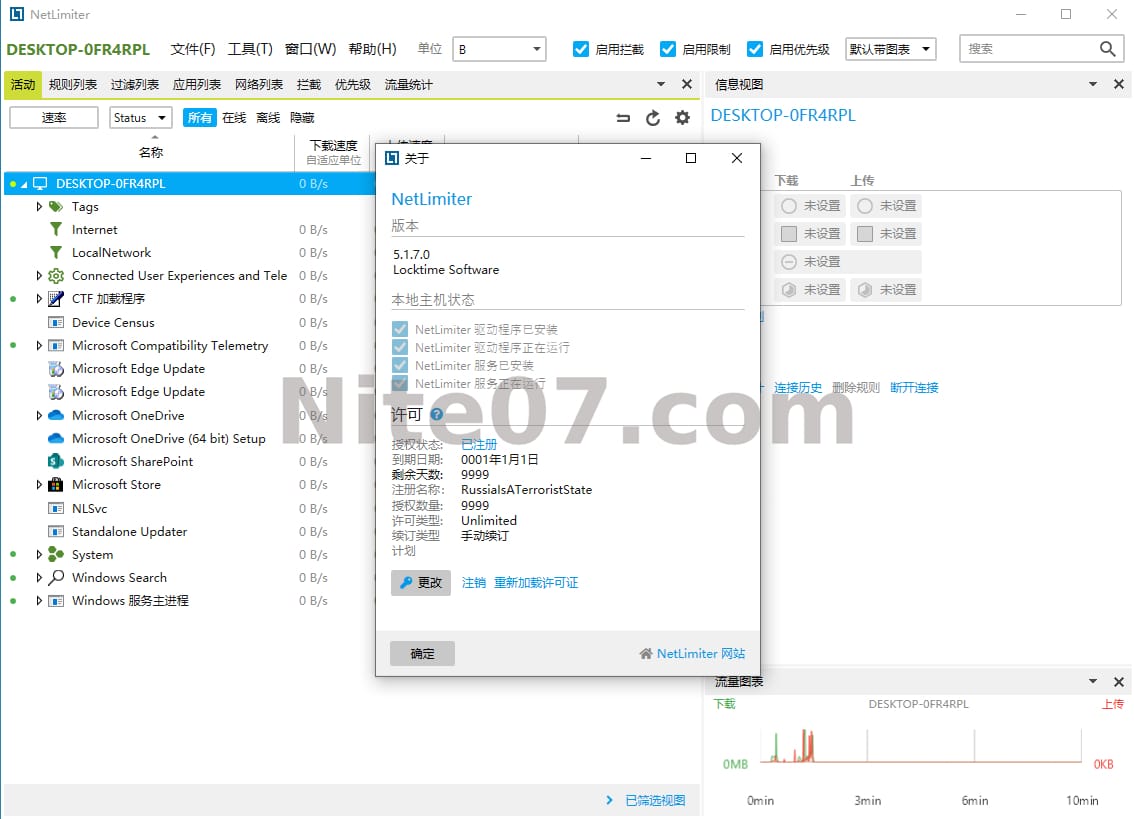 NetLimiter
DESKTOP-0FR4RPL 文件(F) 工具(T) 窗口(W) 帮助(H) 单位 B 启用拦截 启用限制 启用优先级 默认带图表 搜索
活动 规则列表 过滤列表 应用列表 网络列表 拦截 优先级 流量统计
速率 Status 所有 在线 离线 隐藏
名称 下载速度
自适应单位
DESKTOP-0FR4RPL 0 B/s
Tags
Internet 0 B/s
LocalNetwork 0 B/s
Connected User Experiences and Tele 0 B/s
CTF 加载程序 0 B/s
Device Census 0 B/s
Microsoft Compatibility Telemetry 0 B/s
Microsoft Edge Update 0 B/s
Microsoft Edge Update 0 B/s
Microsoft OneDrive 0 B/s
Microsoft OneDrive (64 bit) Setup 0 B/s
Microsoft SharePoint 0 B/s
Microsoft Store 0 B/s
NLSvc 0 B/s
Standalone Updater 0 B/s
System 0 B/s
Windows Search 0 B/s
Windows 服务主进程 0 B/s
已筛选视图
关于
NetLimiter
版本
5.1.7.0
Locktime Software
本地主机状态
NetLimiter 驱动程序已安装
NetLimiter 驱动程序正在运行
NetLimiter 服务已安装
NetLimiter 服务正在运行
许可
授权状态: 已注册
到期日期: 0001年1月1日
剩余天数: 9999
注册名称: RussiaIsATerroristState
授权数量: 9999
许可类型: Unlimited
续订类型 手动续订
计划
更改 注销 重新加载许可证
确定 NetLimiter 网站
Nite07.com
信息视图
DESKTOP-0FR4RPL
下载 上传
未设置 未设置
未设置 未设置
未设置
未设置 未设置
连接历史 删除规则 断开连接
流量图表
下载 DESKTOP-0FR4RPL 上传
0MB 0KB
0min 3min 6min 10min